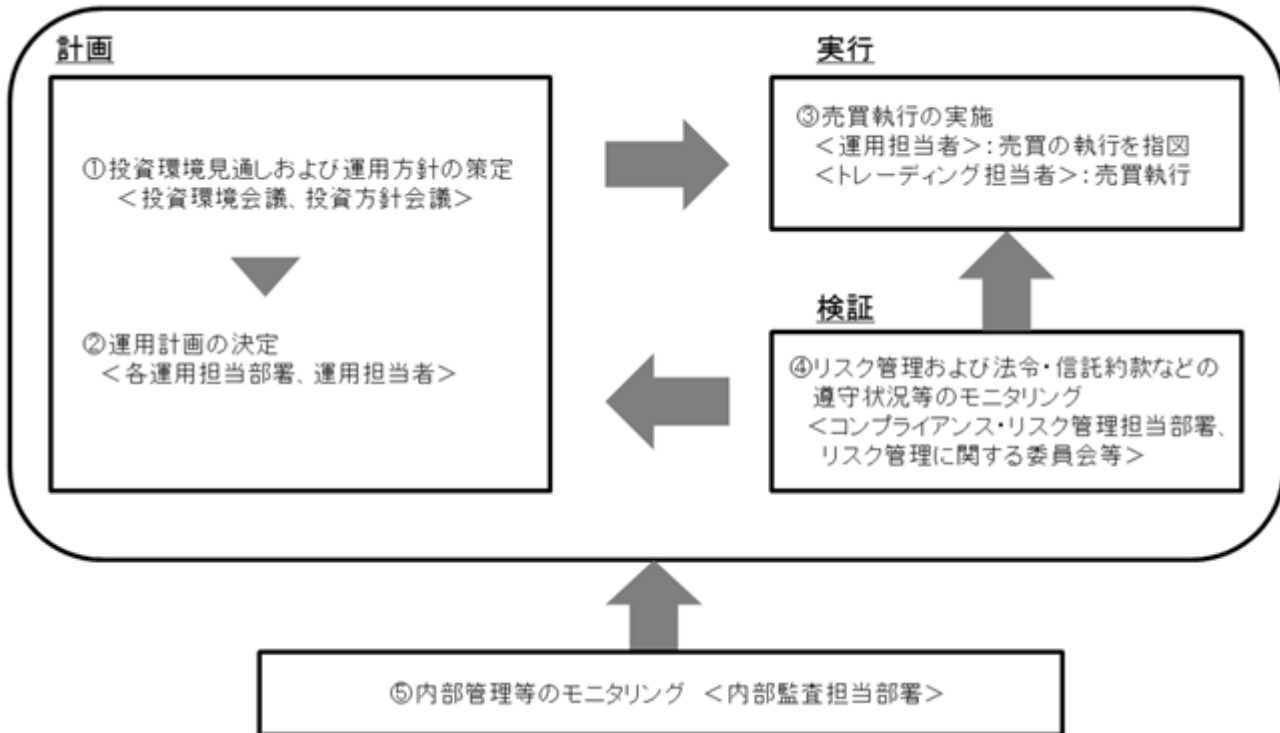 計画
①投資環境見通しおよび運用方針の策定
＜投資環境会議、投資方針会議＞
②運用計画の決定
＜各運用担当部署、運用担当者＞
実行
③売買執行の実施
＜運用担当者＞：売買の執行を指図
＜トレーディング担当者＞：売買執行
検証
④リスク管理および法令・信託約款などの
遵守状況等のモニタリング
＜コンプライアンス・リスク管理担当部署、
リスク管理に関する委員会等＞
⑤内部管理等のモニタリング ＜内部監査担当部署＞